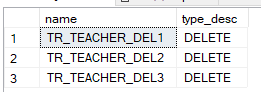 name type_desc
1 TR_TEACHER_DEL1 DELETE
2 TR_TEACHER_DEL2 DELETE
3 TR_TEACHER_DEL3 DELETE